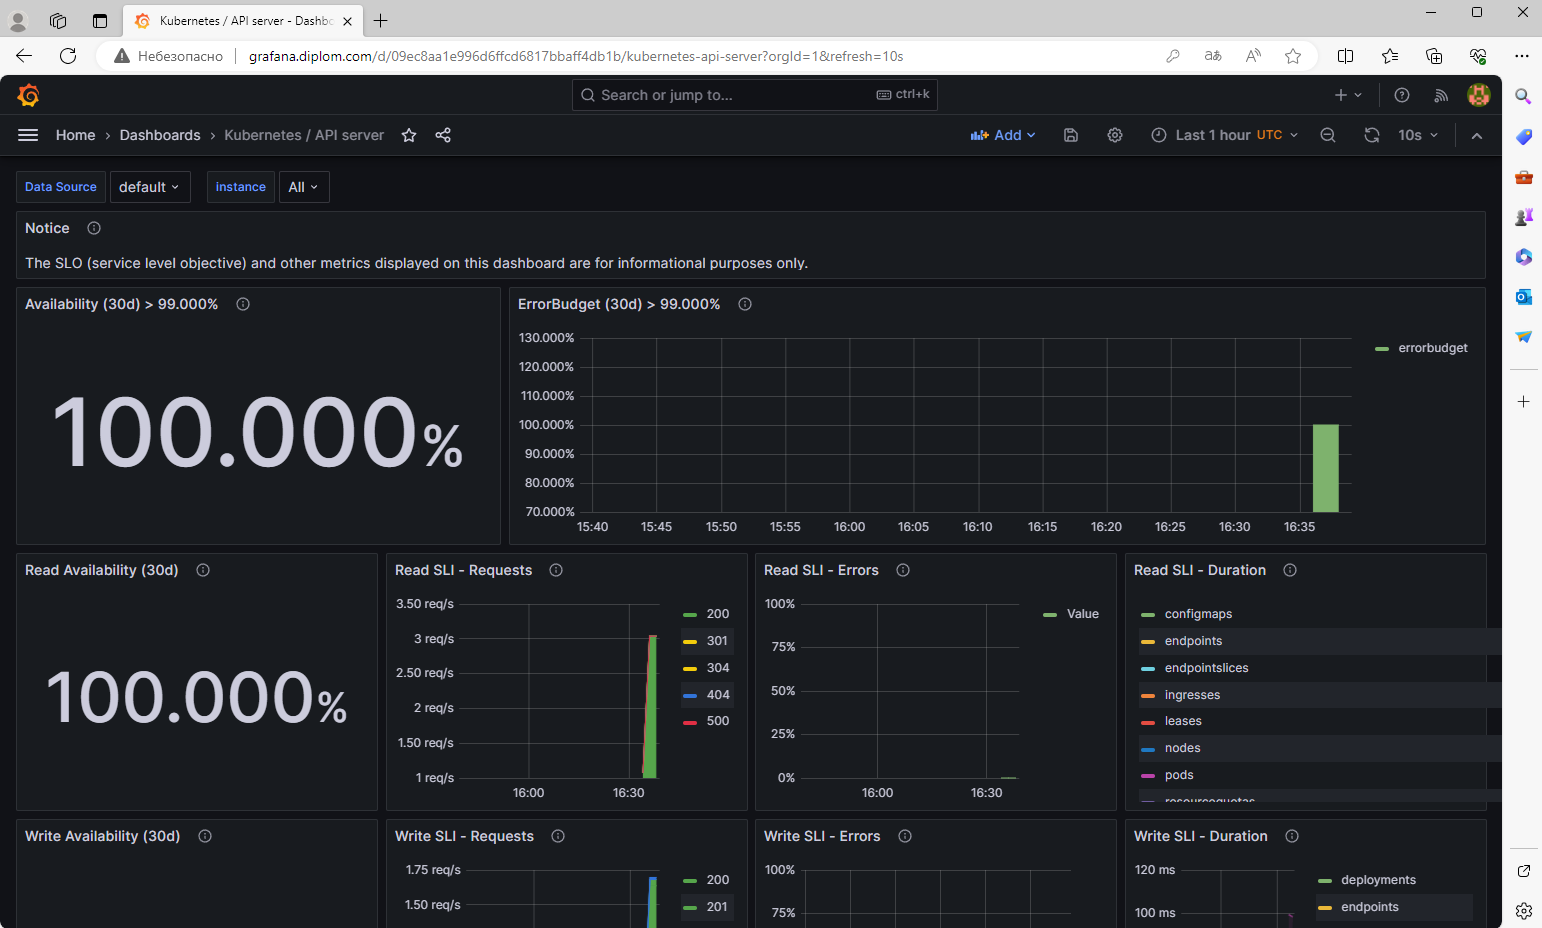 Kubernetes / API server - Dashbo
Небезопасно
grafana.diplom.com/d/09ec8aa1e996d6ffcd6817bbaff4db1b/kubernetes-api-server?orgId=1&refresh=10s
Search or jump to...
ctrl+k
Home › Dashboards › Kubernetes / API server
Add
Last 1 hour UTC
10s
Data Source
default
instance
All
Notice
The SLO (service level objective) and other metrics displayed on this dashboard are for informational purposes only.
Availability (30d) > 99.000%
100.000%
ErrorBudget (30d) > 99.000%
130.000%
120.000%
110.000%
100.000%
90.000%
80.000%
70.000%
15:40 15:45 15:50 15:55 16:00 16:05 16:10 16:15 16:20 16:25 16:30 16:35
errorbudget
Read Availability (30d)
100.000%
Read SLI - Requests
3.50 req/s
3 req/s
2.50 req/s
2 req/s
1.50 req/s
1 req/s
16:00 16:30
200
301
304
404
500
Read SLI - Errors
100%
75%
50%
25%
0%
16:00 16:30
Value
Read SLI - Duration
configmaps
endpoints
endpointslices
ingresses
leases
nodes
pods
resourcequotas
Write Availability (30d)
Write SLI - Requests
1.75 req/s
1.50 req/s
200
201
Write SLI - Errors
100%
75%
Write SLI - Duration
120 ms
100 ms
deployments
endpoints